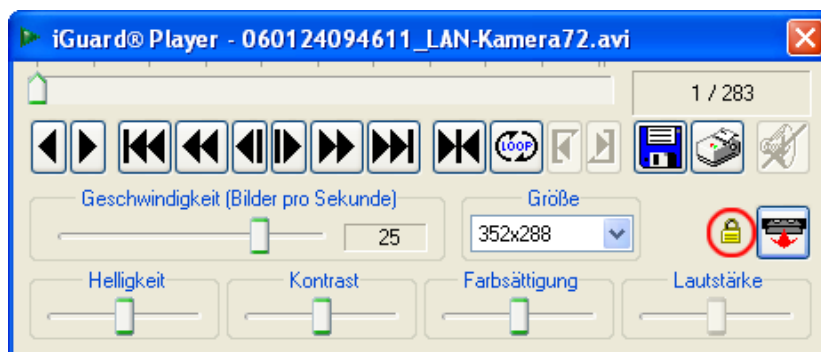 iGuard® Player - 060124094611_LAN-Kamera72.avi
1 / 283
LOOP
Geschwindigkeit (Bilder pro Sekunde)
25
Größe
352x288
Helligkeit
Kontrast
Farbsättigung
Lautstärke